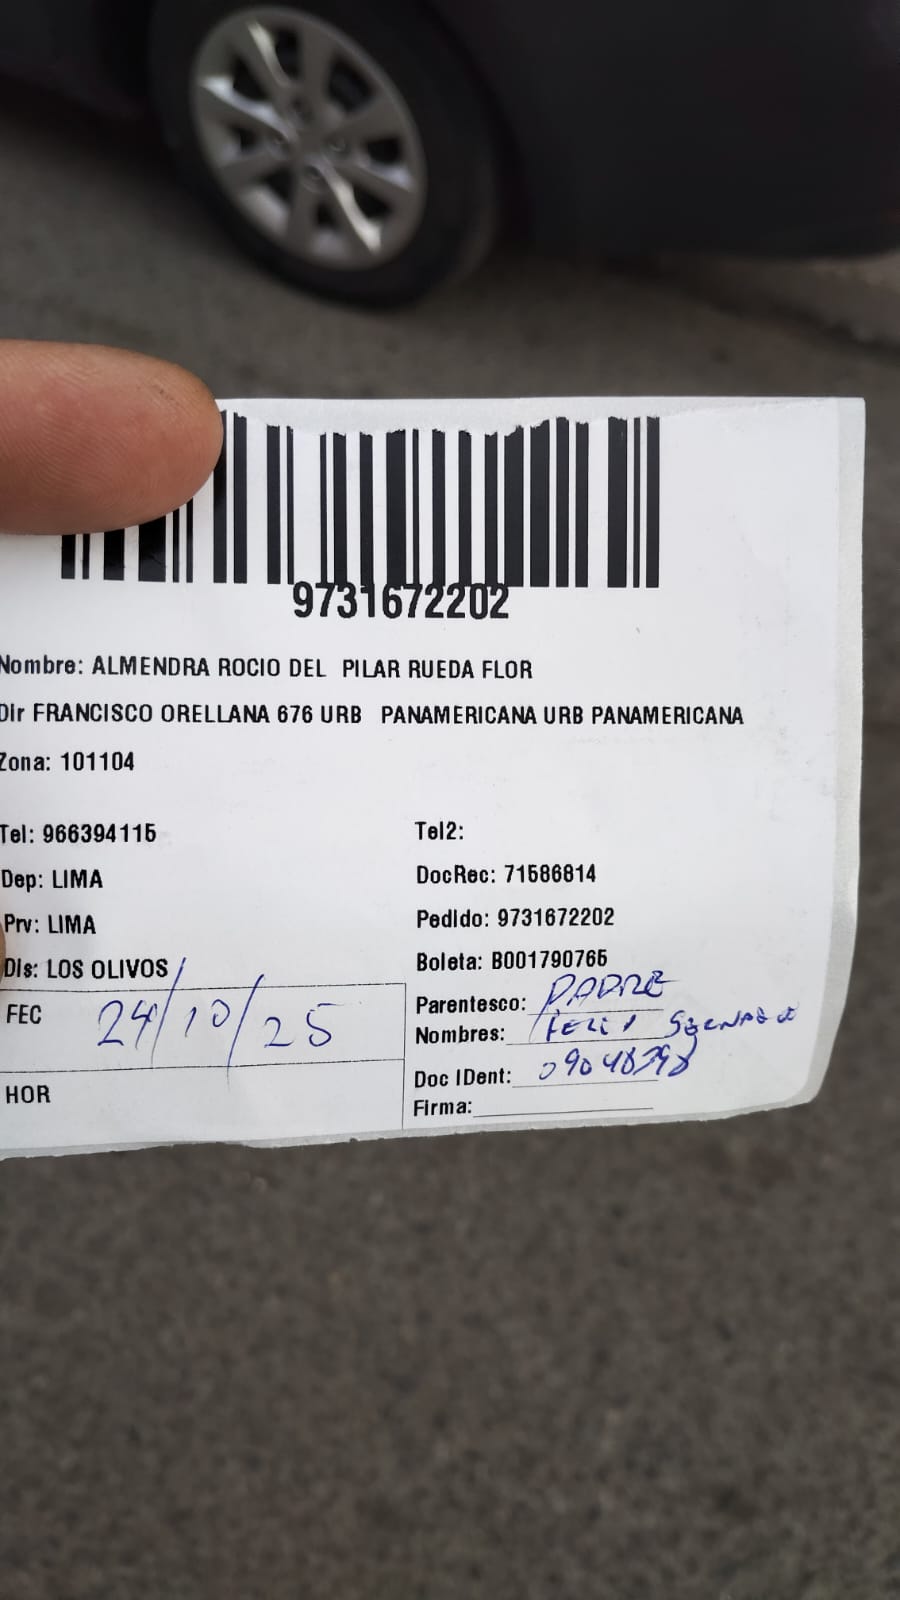 9731672202
Nombre: ALMENDRA ROCIO DEL PILAR RUEDA FLOR
Dir FRANCISCO ORELLANA 676 URB PANAMERICANA URB PANAMERICANA
Zona: 101104
Tel: 966394115
Tel2:
Dep: LIMA
DocRec: 71586814
Prv: LIMA
Pedido: 9731672202
Dis: LOS OLIVOS
Boleta: B001790765
FEC 24/10/25
Parentesco: PADRE
Nombres:
Doc IDent:
HOR
Firma: